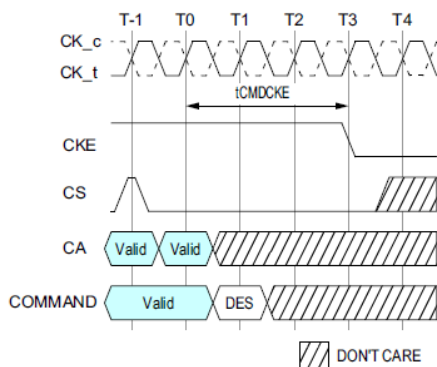 T-1 T0 T1 T2 T3 T4
CK_c
CK_t
tCMDCKE
CKE
CS
CA Valid Valid
COMMAND Valid DES
DON'T CARE